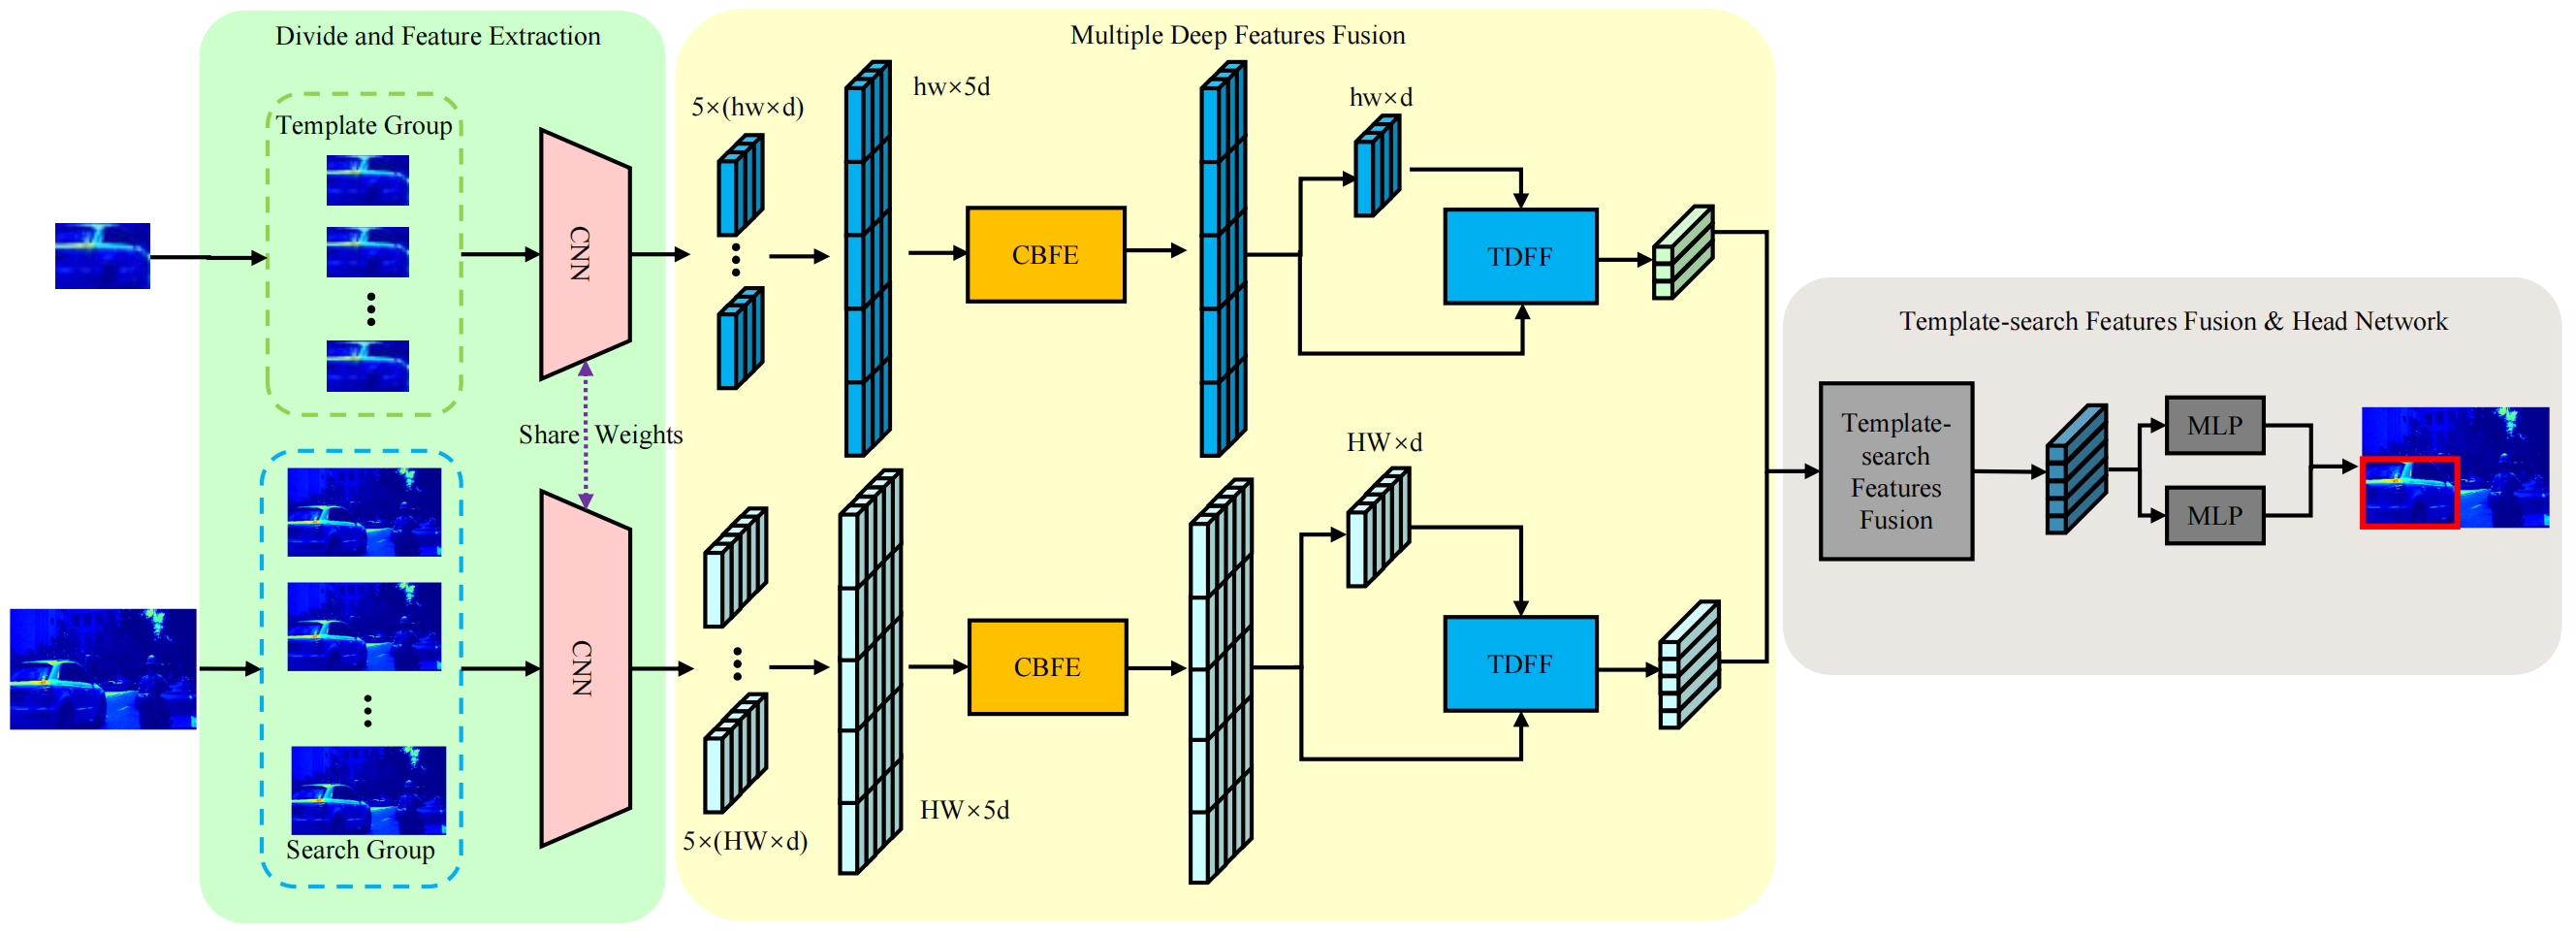 Divide and Feature Extraction
Template Group
CNN
Share Weights
CNN
Search Group
Multiple Deep Features Fusion
5×(hw×d)
hw×5d
CBFE
hw×d
TDFF
5×(HW×d)
HW×5d
CBFE
HW×d
TDFF
Template-search Features Fusion & Head Network
Template-
search
Features
Fusion
MLP
MLP